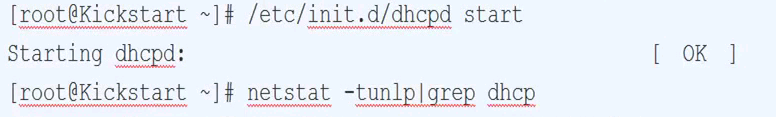 [root@Kickstart ~]# /etc/init.d/dhcpd start
Starting dhcpd: [ OK ]
[root@Kickstart ~]# netstat -tunlp|grep dhcp